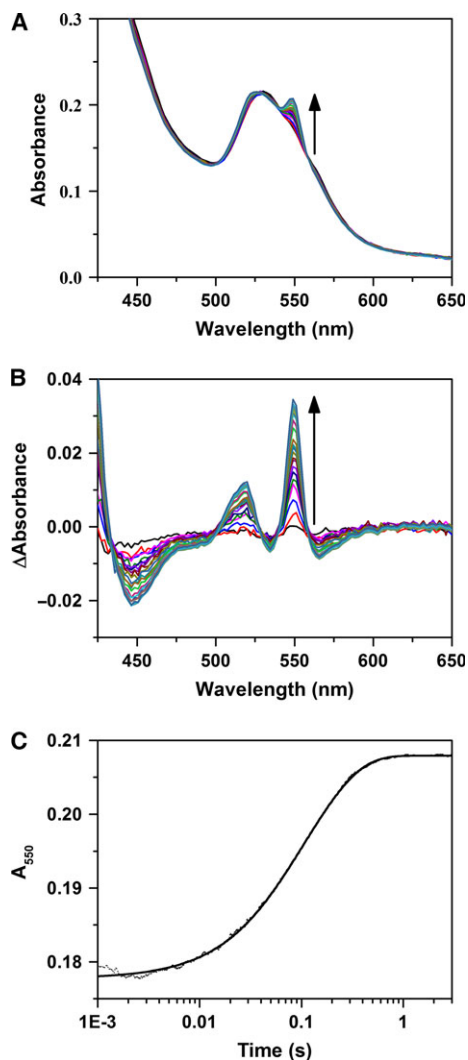 A
0.3
0.2
0.1
0.0
Absorbance
450 500 550 600 650
Wavelength (nm)
B
0.04
0.02
0.00
−0.02
ΔAbsorbance
450 500 550 600 650
Wavelength (nm)
C
0.21
0.20
0.19
0.18
A550
1E-3 0.01 0.1 1
Time (s)